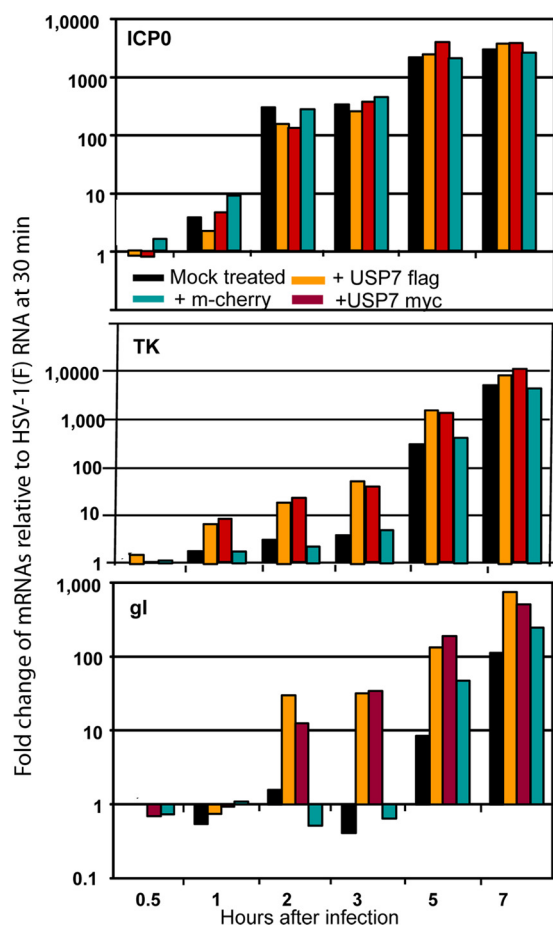 1,0000
ICP0
1000
100
10
1
Mock treated
+ USP7 flag
+ m-cherry
+USP7 myc
TK
1,0000
1,000
100
10
1
1,000
gI
100
10
1
0.1
0.5 1 2 3 5 7
Hours after infection
Fold change of mRNAs relative to HSV-1(F) RNA at 30 min